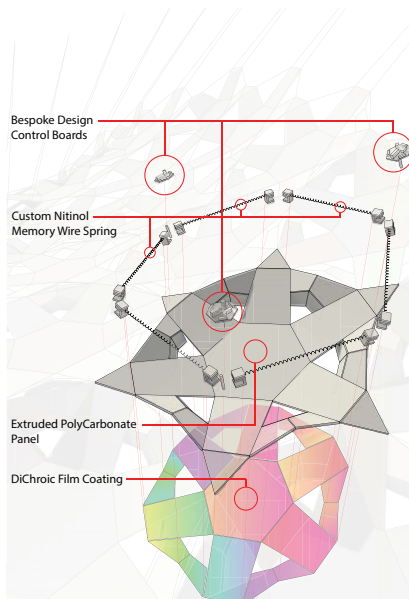 Bespoke Design
Control Boards
Custom Nitinol
Memory Wire Spring
Extruded PolyCarbonate
Panel
DiChroic Film Coating